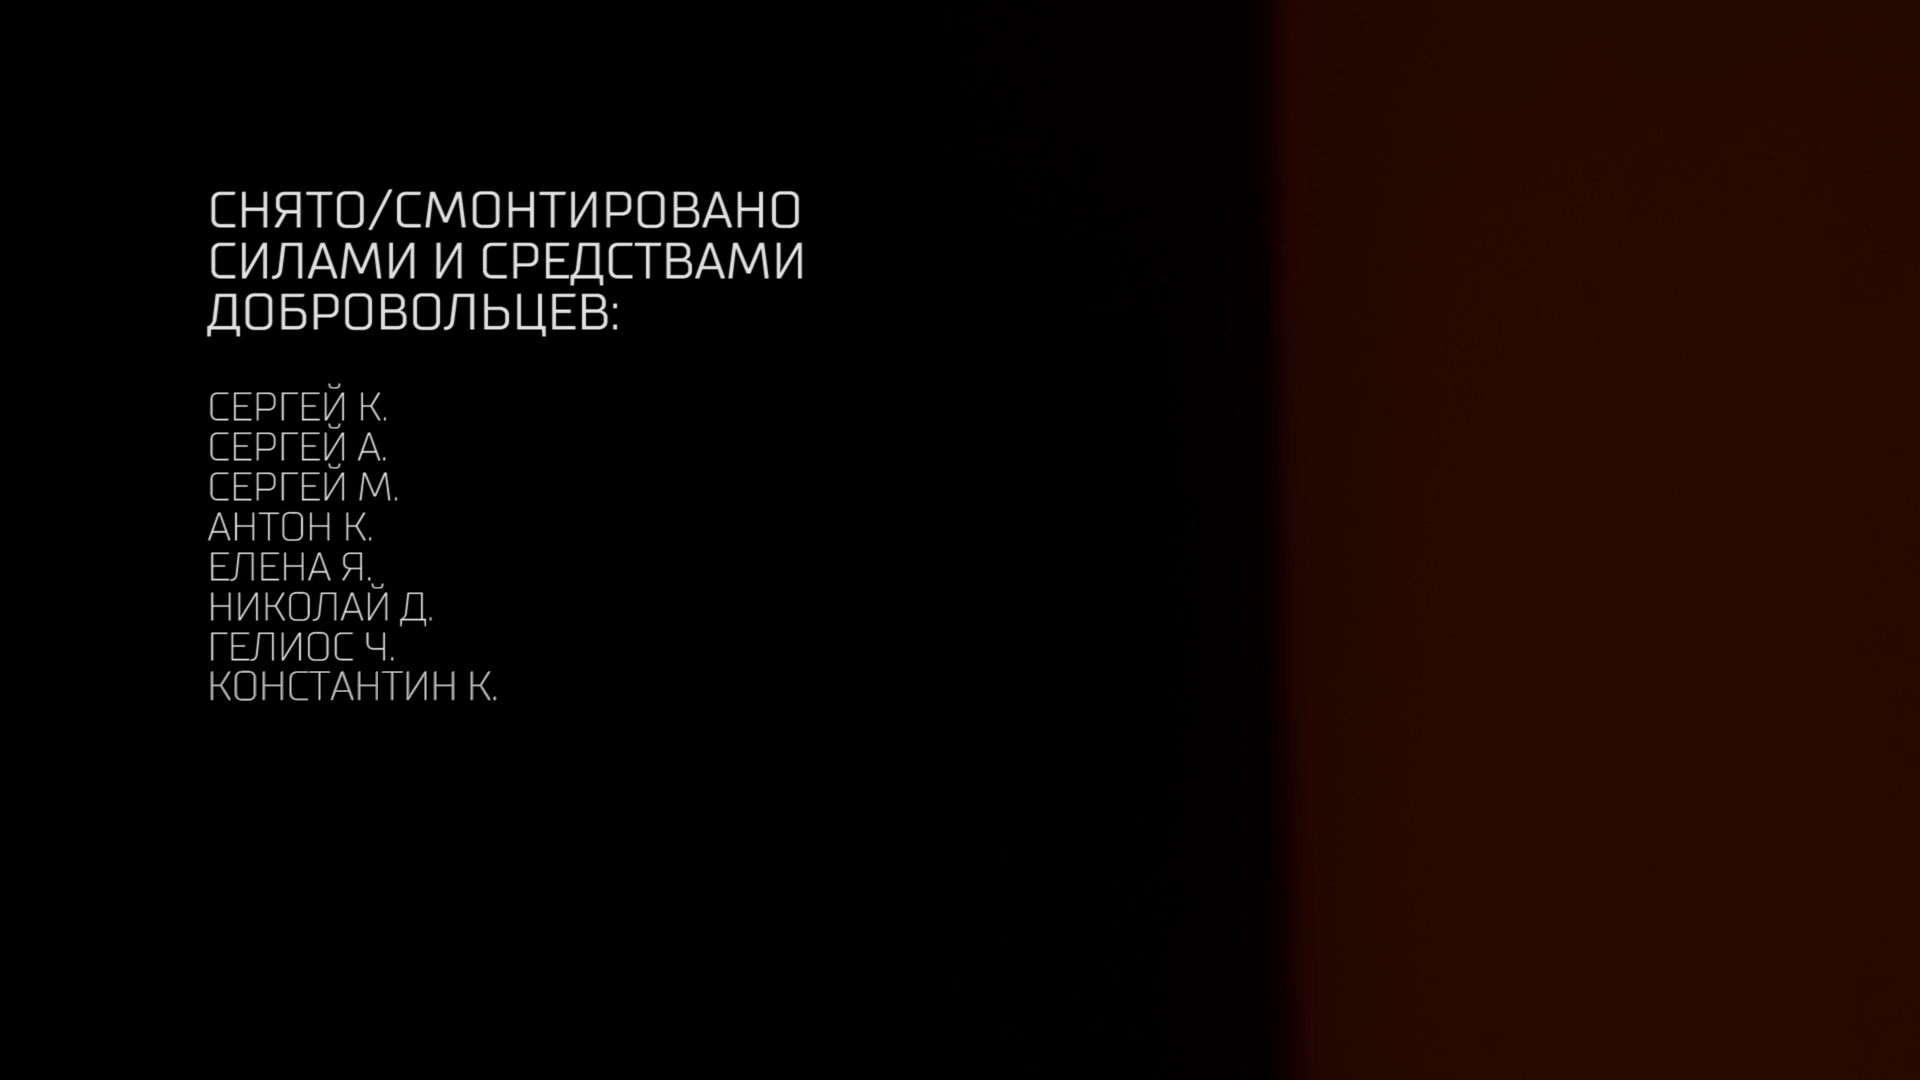 СНЯТО/СМОНТИРОВАНО
СИЛАМИ И СРЕДСТВАМИ
ДОБРОВОЛЬЦЕВ:
СЕРГЕЙ К.
СЕРГЕЙ А.
СЕРГЕЙ М.
АНТОН К.
ЕЛЕНА Я.
НИКОЛАЙ Д.
ГЕЛИОС Ч.
КОНСТАНТИН К.